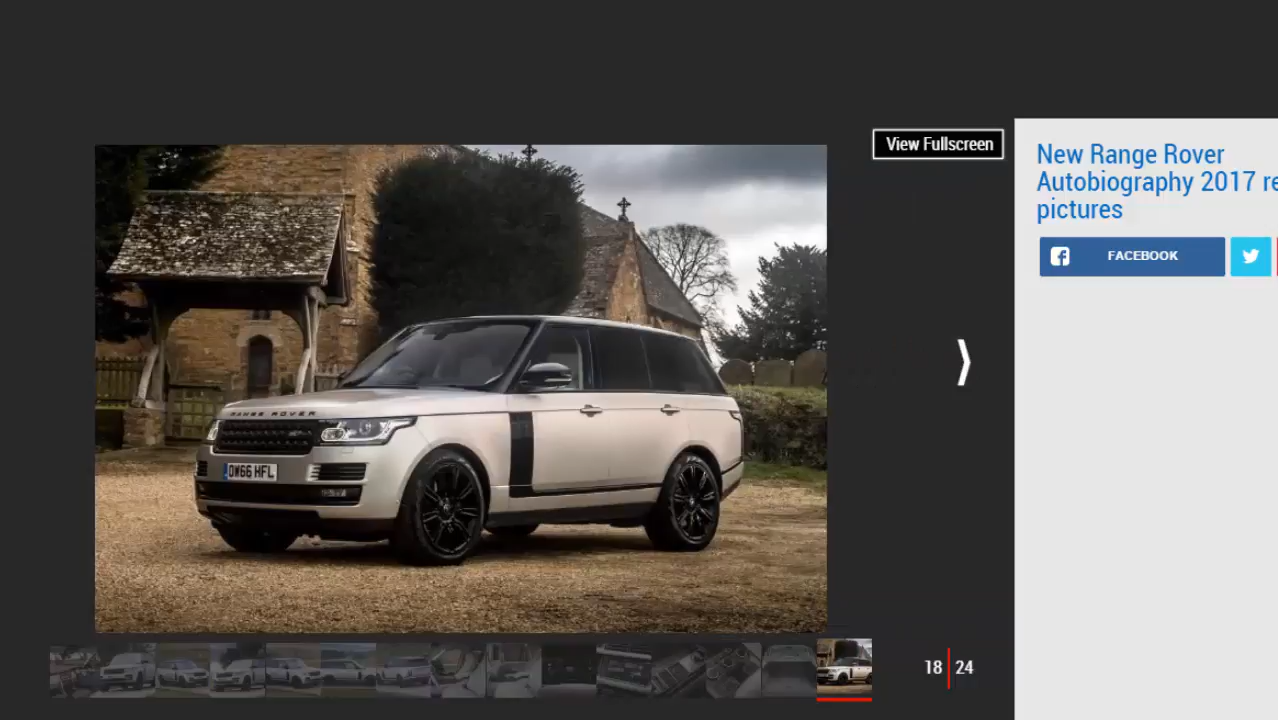 View Fullscreen
New Range Rover
Autobiography 2017 re
pictures
FACEBOOK
RANGE ROVER
OW66 HFL
18 24